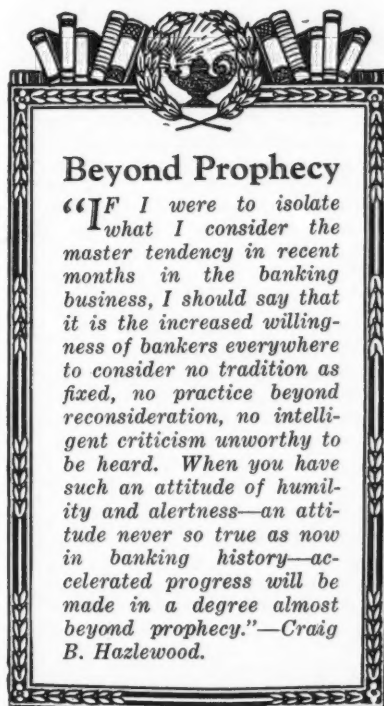 Beyond Prophecy
“IF I were to isolate
what I consider the
master tendency in recent
months in the banking
business, I should say that
it is the increased willing-
ness of bankers everywhere
to consider no tradition as
fixed, no practice beyond
reconsideration, no intelli-
gent criticism unworthy to
be heard. When you have
such an attitude of humil-
ity and alertness—an atti-
tude never so true as now
in banking history—ac-
celerated progress will be
made in a degree almost
beyond prophecy.”—Craig
B. Hazlewood.